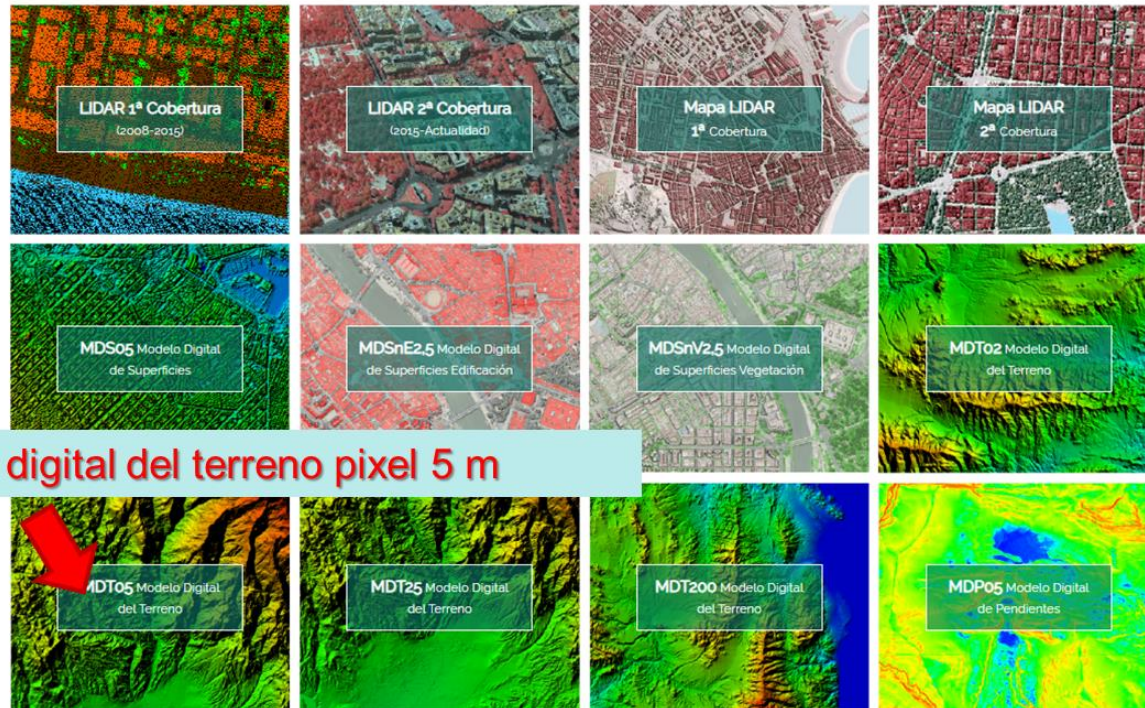 LIDAR 1ª Cobertura
(2008-2015)
LIDAR 2ª Cobertura
(2015-Actualidad)
Mapa LIDAR
1ª Cobertura
Mapa LIDAR
2ª Cobertura
MDS05 Modelo Digital
de Superficies
MDSnE2,5 Modelo Digital
de Superficies Edificación
MDSnV2,5 Modelo Digital
de Superficies Vegetación
MDT02 Modelo Digital
del Terreno
digital del terreno pixel 5 m
MDT05 Modelo Digital
del Terreno
MDT25 Modelo Digital
del Terreno
MDT200 Modelo Digital
del Terreno
MDP05 Modelo Digital
de Pendientes